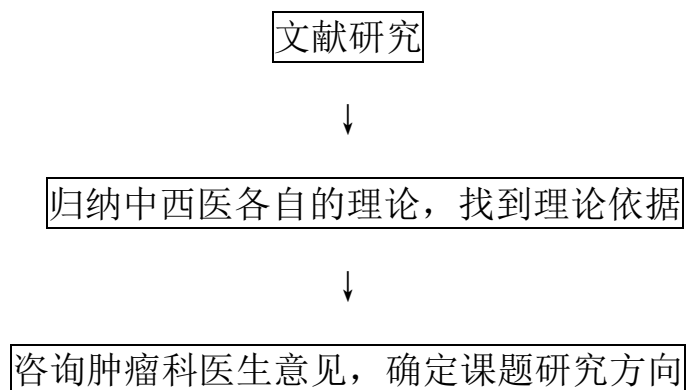 文献研究
↓
归纳中西医各自的理论，找到理论依据
↓
咨询肿瘤科医生意见，确定课题研究方向